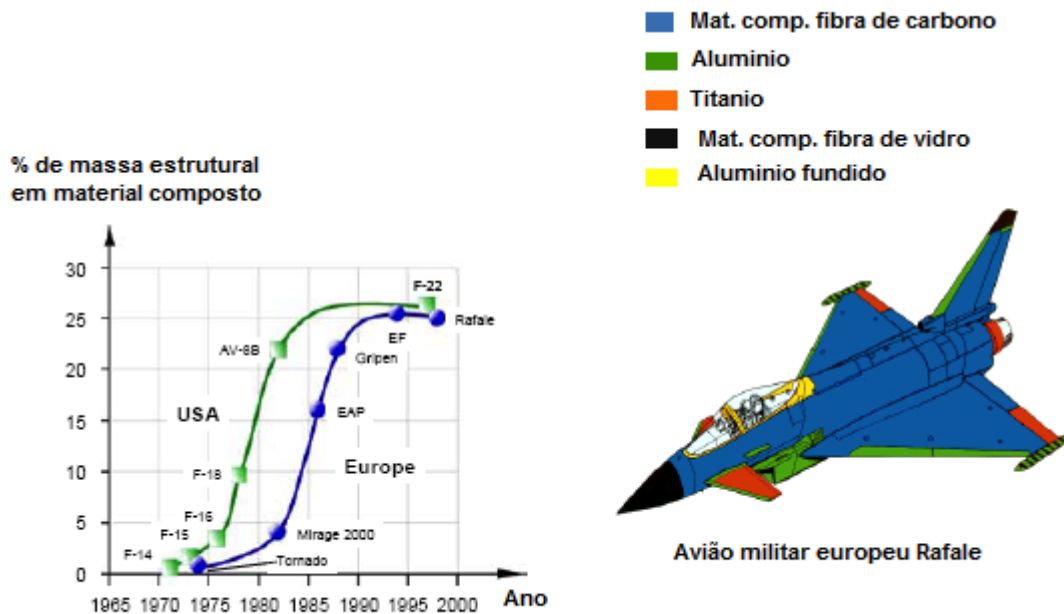 Mat. comp. fibra de carbono
Aluminio
Titanio
Mat. comp. fibra de vidro
Aluminio fundido
% de massa estrutural
em material composto
30
25
20
15
10
5
0
F-22
Rafale
EF
Gripen
AV-8B
USA
EAP
F-18
Europe
F-16
F-15
Mirage 2000
F-14
Tornado
1965 1970 1975 1980 1985 1990 1995 2000
Ano
Avião militar europeu Rafale